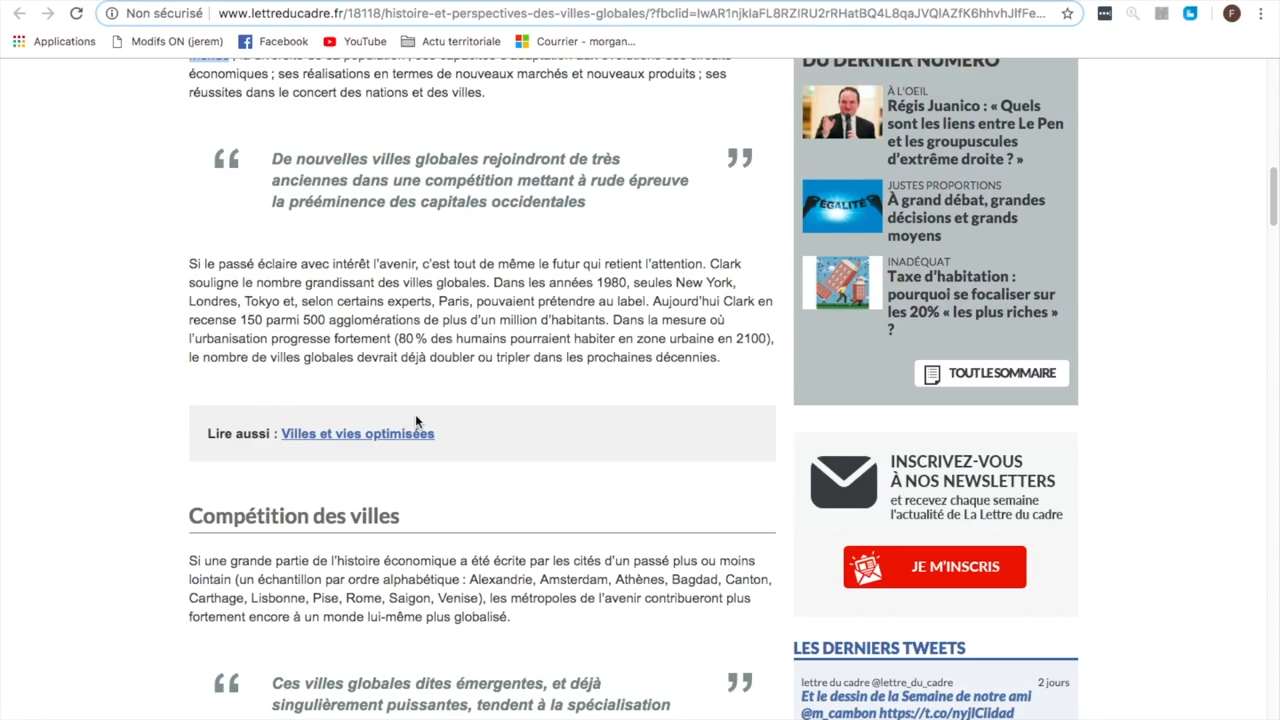 Non sécurisé
www.lettreducadre.fr/18118/histoire-et-perspectives-des-villes-globales/?fbclid=IwAR1njklaFL8RZlRU2rRHatBQ4L8qaJVQlAZfK6hhvhJlfFe...
F
Applications
Modifs ON (jerem)
Facebook
YouTube
Actu territoriale
Courrier - morgan...
économiques ; ses réalisations en termes de nouveaux marchés et nouveaux produits ; ses
réussites dans le concert des nations et des villes.
“ De nouvelles villes globales rejoindront de très ”
anciennes dans une compétition mettant à rude épreuve
la prééminence des capitales occidentales
Si le passé éclaire avec intérêt l’avenir, c’est tout de même le futur qui retient l’attention. Clark
souligne le nombre grandissant des villes globales. Dans les années 1980, seules New York,
Londres, Tokyo et, selon certains experts, Paris, pouvaient prétendre au label. Aujourd’hui Clark en
recense 150 parmi 500 agglomérations de plus d’un million d’habitants. Dans la mesure où
l’urbanisation progresse fortement (80 % des humains pourraient habiter en zone urbaine en 2100),
le nombre de villes globales devrait déjà doubler ou tripler dans les prochaines décennies.
Lire aussi : Villes et vies optimisées
Compétition des villes
Si une grande partie de l’histoire économique a été écrite par les cités d’un passé plus ou moins
lointain (un échantillon par ordre alphabétique : Alexandrie, Amsterdam, Athènes, Bagdad, Canton,
Carthage, Lisbonne, Pise, Rome, Saigon, Venise), les métropoles de l’avenir contribueront plus
fortement encore à un monde lui-même plus globalisé.
“ Ces villes globales dites émergentes, et déjà ”
singulièrement puissantes, tendent à la spécialisation
DU DERNIER NUMÉRO
À L'OEIL
Régis Juanico : « Quels
sont les liens entre Le Pen
et les groupuscules
d’extrême droite ? »
ÉGALITÉ
JUSTES PROPORTIONS
À grand débat, grandes
décisions et grands
moyens
INADÉQUAT
Taxe d’habitation :
pourquoi se focaliser sur
les 20% « les plus riches »
?
TOUT LE SOMMAIRE
INSCRIVEZ-VOUS
À NOS NEWSLETTERS
et recevez chaque semaine
l'actualité de La Lettre du cadre
JE M'INSCRIS
LES DERNIERS TWEETS
lettre du cadre @lettre_du_cadre 2 jours
Et le dessin de la Semaine de notre ami
@m_cambon https://t.co/nyjlCiidad